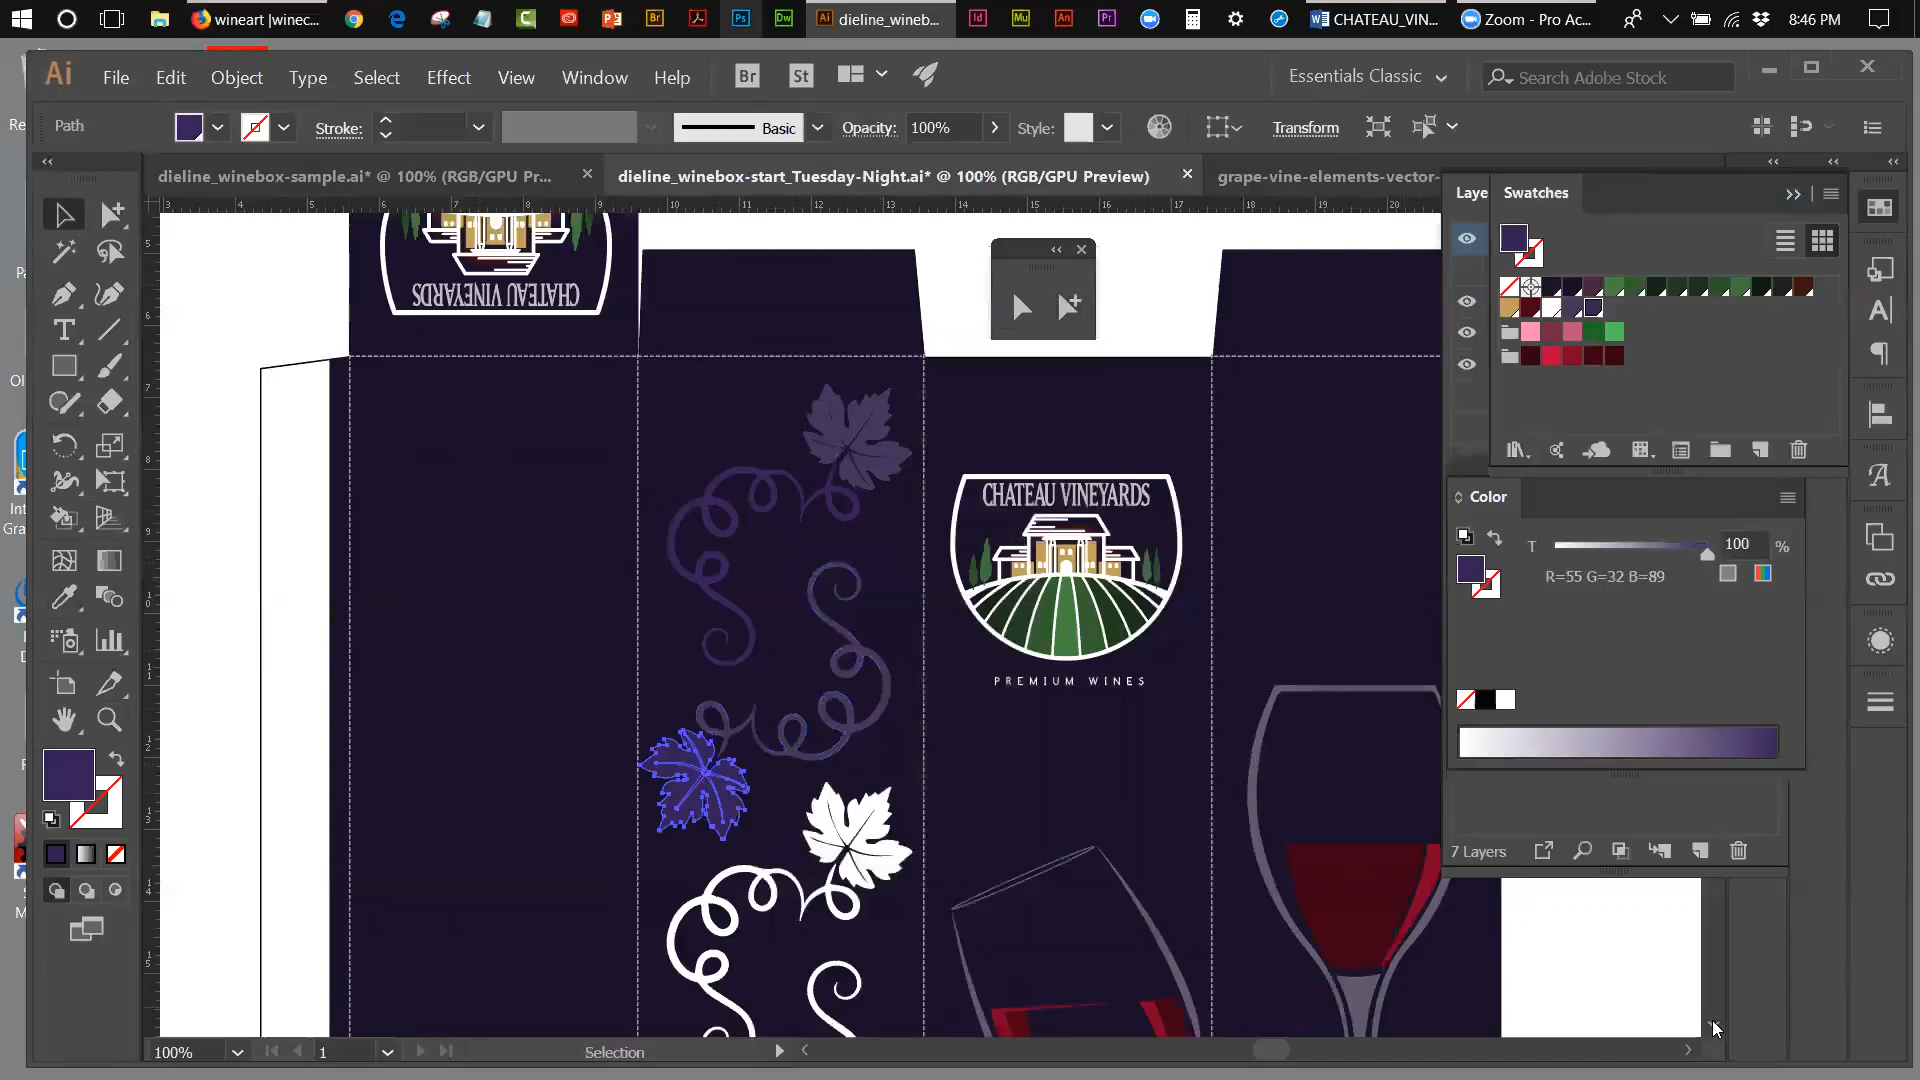 wineart |winec...
dieline_wineb...
CHATEAU_VIN...
Zoom - Pro Ac...
8:46 PM
Ai
File
Edit
Object
Type
Select
Effect
View
Window
Help
Br
St
Essentials Classic
Search Adobe Stock
Path
Stroke:
Basic
Opacity:
100%
Style:
Transform
dieline_winebox-sample.ai* @ 100% (RGB/GPU Pr...
dieline_winebox-start_Tuesday-Night.ai* @ 100% (RGB/GPU Preview)
grape-vine-elements-vector-
Laye
Swatches
CHATEAU VINEYARDS
CHATEAU VINEYARDS
PREMIUM WINES
Color
T
100
%
R=55 G=32 B=89
7 Layers
100%
1
Selection